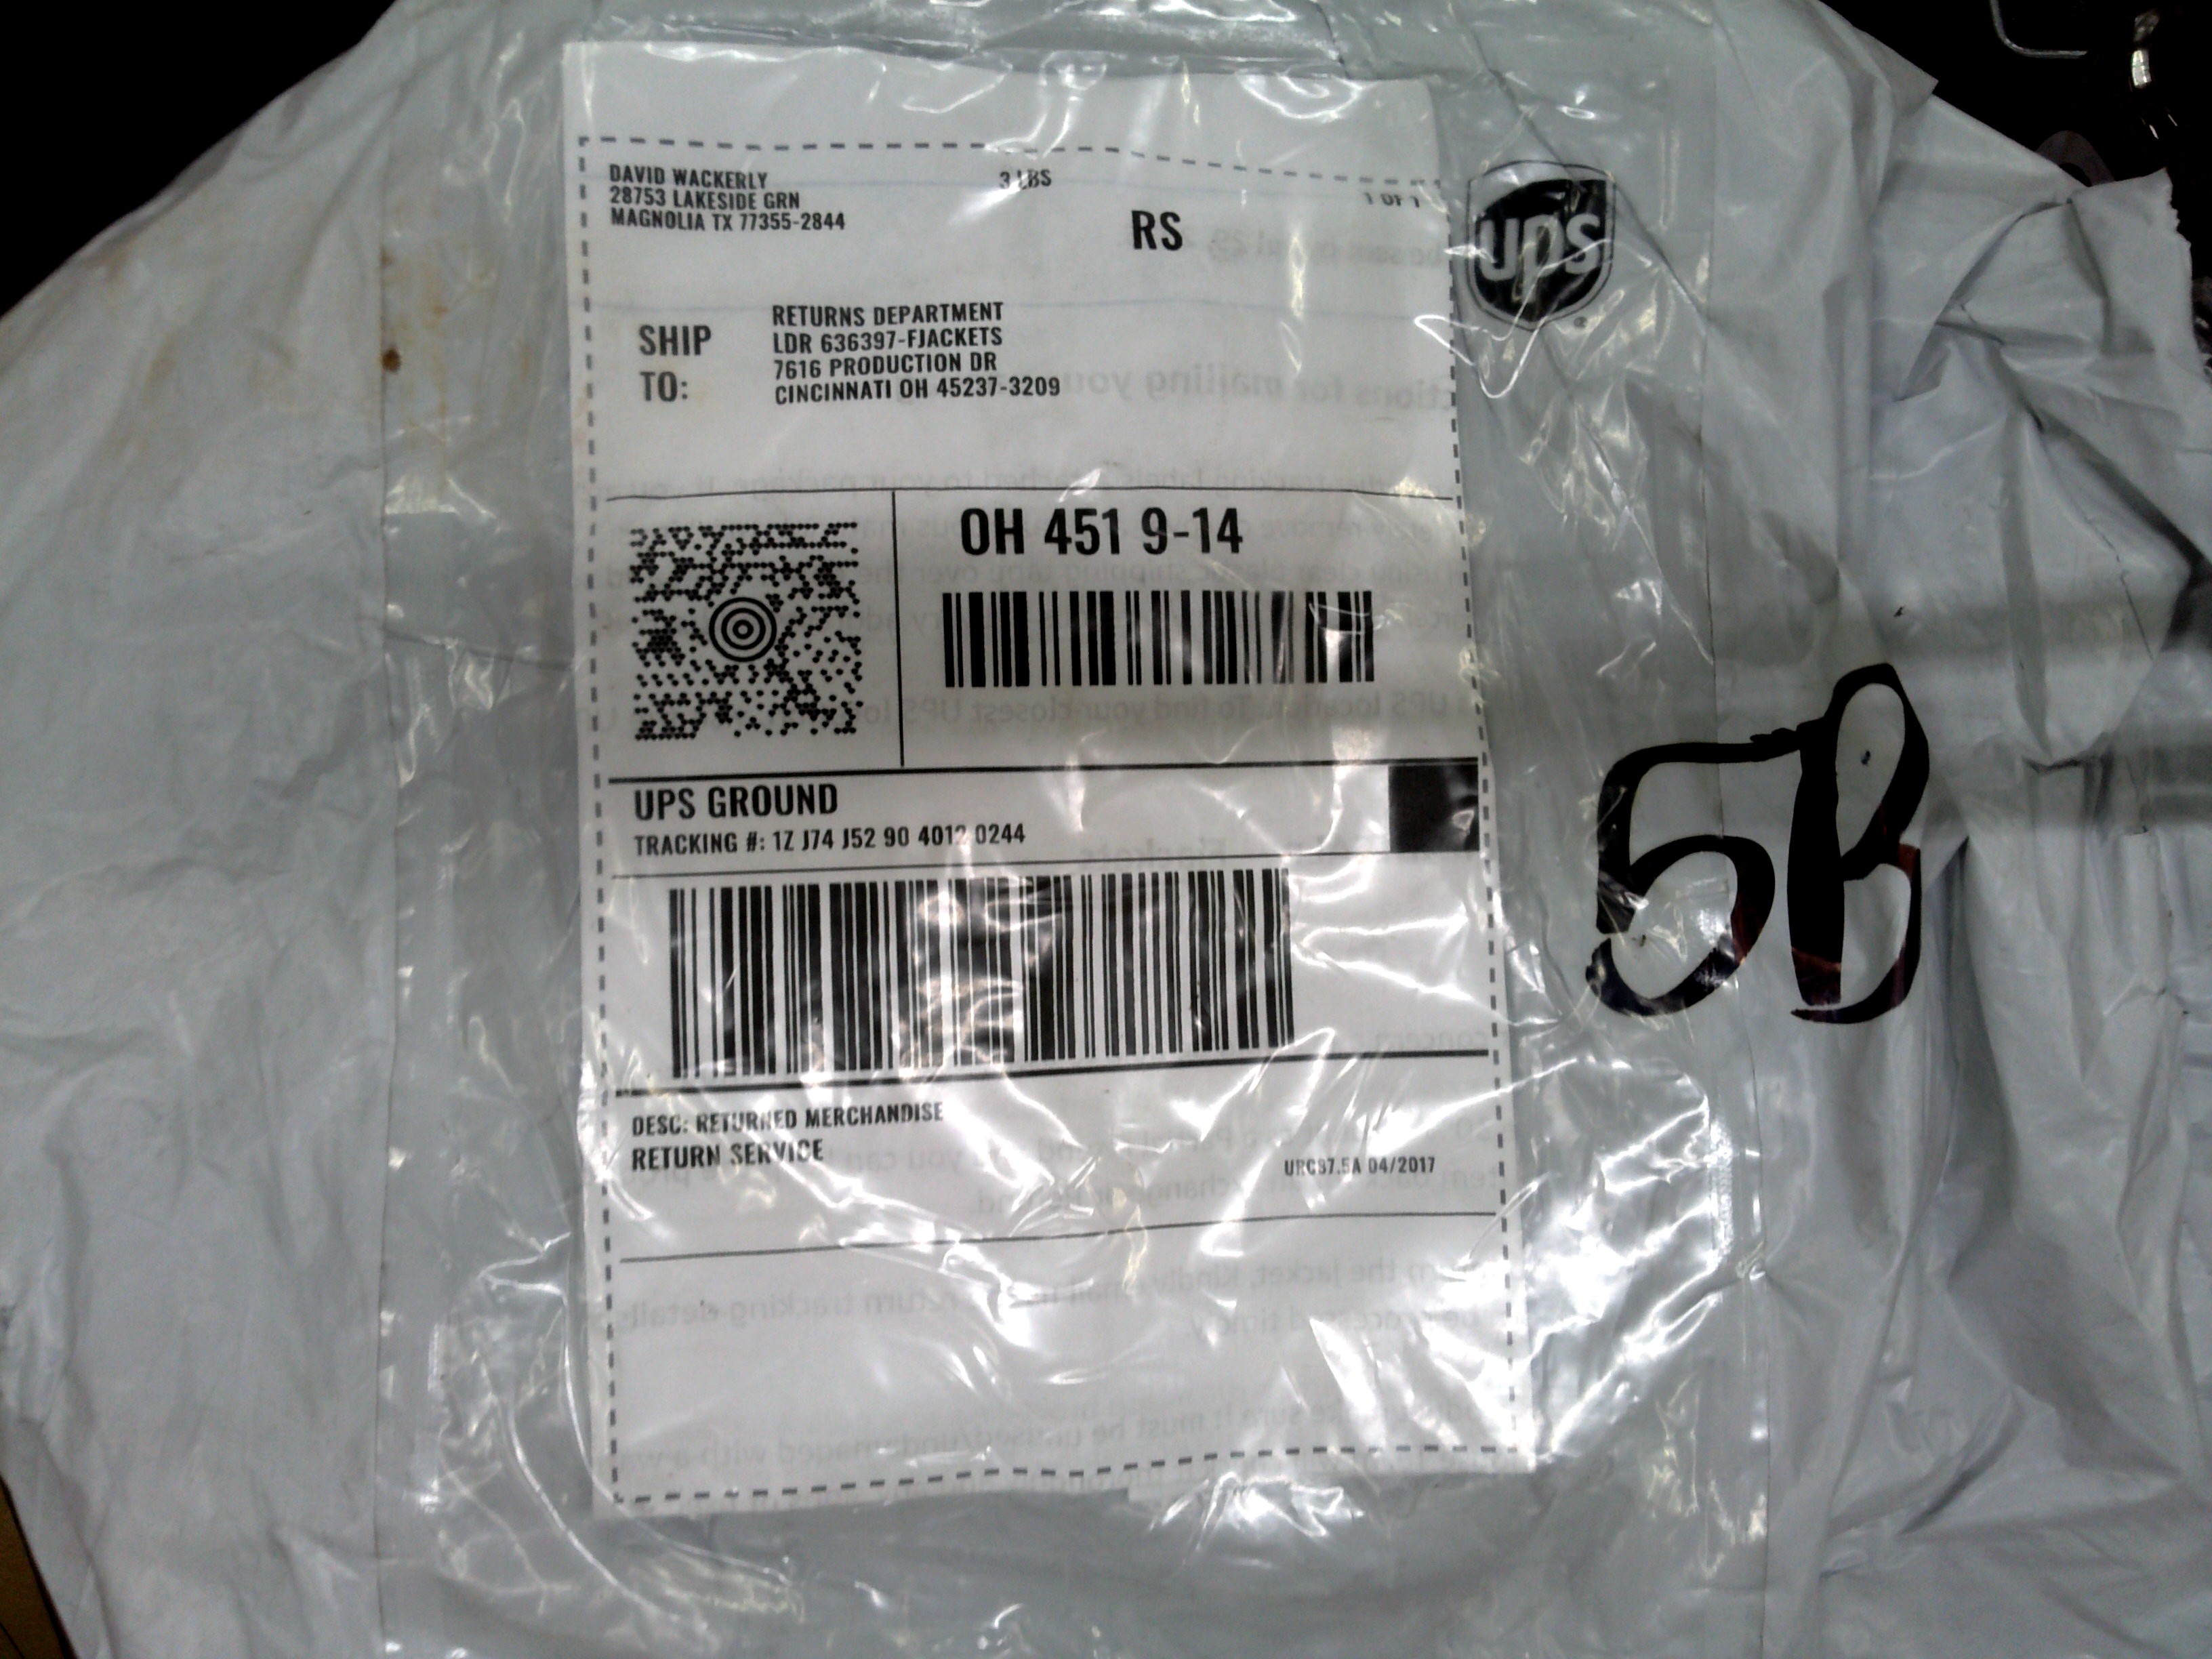 DAVID WACKERLY
28753 LAKESIDE GRN
MAGNOLIA TX 77355-2844
3 LBS
1 OF 1
RS
ups
SHIP
TO:
RETURNS DEPARTMENT
LDR 636397-FJACKETS
7616 PRODUCTION DR
CINCINNATI OH 45237-3209
OH 451 9-14
UPS GROUND
TRACKING #: 1Z J74 J52 90 4012 0244
5B
DESC: RETURNED MERCHANDISE
RETURN SERVICE
04/2017